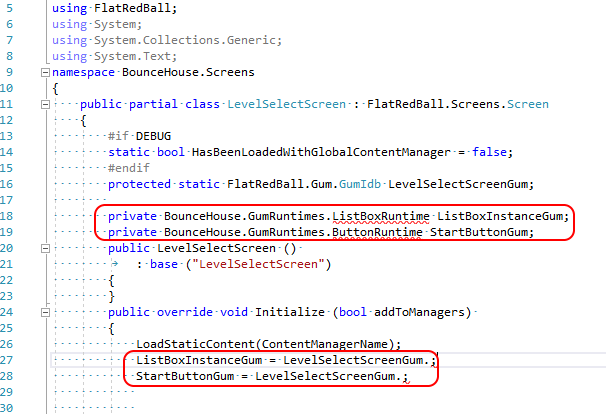 5 using FlatRedBall;
6 using System;
7 using System.Collections.Generic;
8 using System.Text;
9 namespace BounceHouse.Screens
10 {
11 public partial class LevelSelectScreen : FlatRedBall.Screens.Screen
12 {
13 #if DEBUG
14 static bool HasBeenLoadedWithGlobalContentManager = false;
15 #endif
16 protected static FlatRedBall.Gum.GumIdb LevelSelectScreenGum;
17
18 private BounceHouse.GumRuntimes.ListBoxRuntime ListBoxInstanceGum;
19 private BounceHouse.GumRuntimes.ButtonRuntime StartButtonGum;
20 public LevelSelectScreen ()
21 : base ("LevelSelectScreen")
22 {
23 }
24 public override void Initialize (bool addToManagers)
25 {
26 LoadStaticContent(ContentManagerName);
27 ListBoxInstanceGum = LevelSelectScreenGum.;
28 StartButtonGum = LevelSelectScreenGum.;
29
30